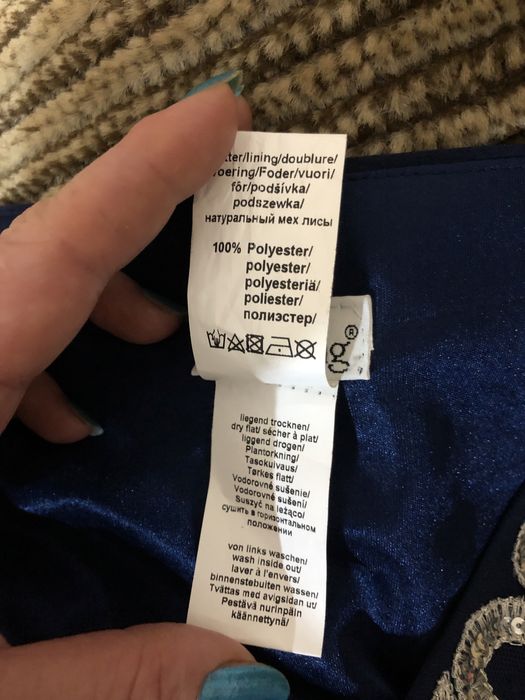 tter/lining/doublure/
voering/Foder/vuori/
fôr/podšívka/
podszewka/
натуральный мех лисы
100% Polyester/
polyester/
polyesteriä/
poliester/
полиэстер/
g®
liegend trocknen/
dry flat/ sécher à plat/
liggend drogen/
Plantorkning/
Tasokuivaus/
Tørkes flatt/
Vodorovné sušenie/
Vodorovné sušení/
Suszyć na leżąco/
сушить в горизонтальном
положении
von links waschen/
wash inside out/
laver à l'envers/
binnenstebuiten wassen/
Tvättas med avigsidan ut/
Pestävä nurinpäin
käännettynä/